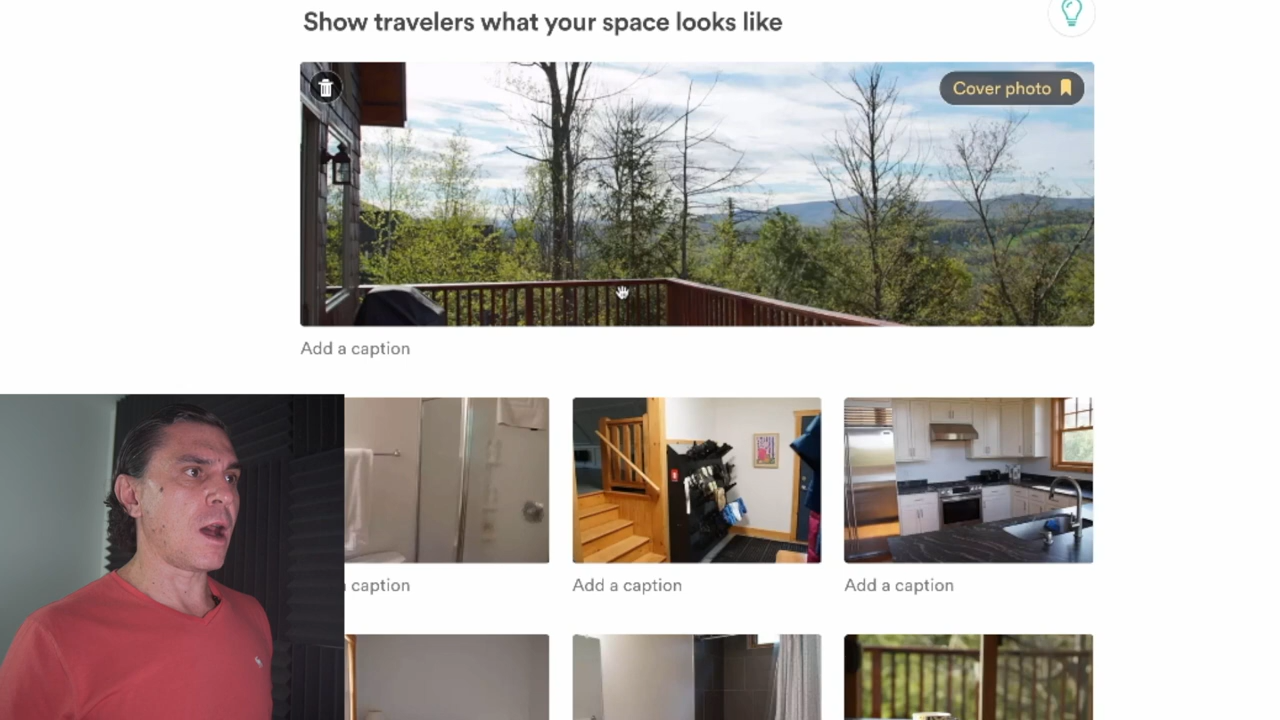 Show travelers what your space looks like
Cover photo
Add a caption
caption
Add a caption
Add a caption